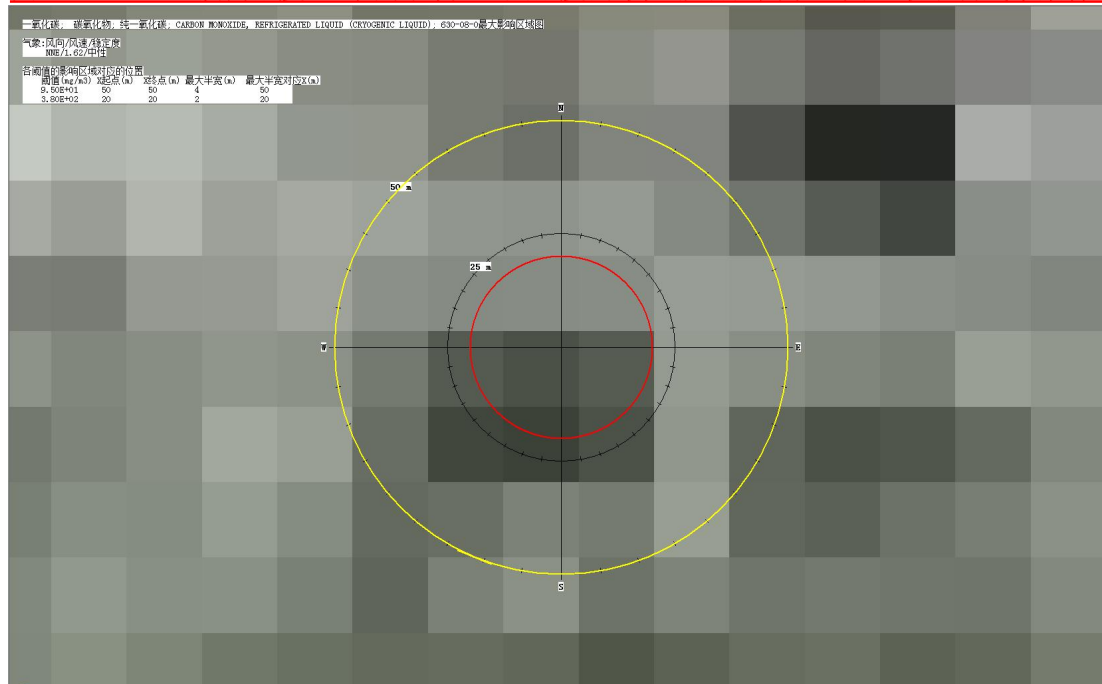 一氧化碳; 碳氧化物; 纯一氧化碳; CARBON MONOXIDE, REFRIGERATED LIQUID (CRYOGENIC LIQUID); 630-08-0最大影响区域图
气象:风向/风速/稳定度
NNE/1.62/中性
各阈值的影响区域对应的位置
阈值(mg/m3) X起点(m) X终点(m) 最大半宽(m) 最大半宽对应X(m)
9.50E+01 50 50 4 50
3.80E+02 20 20 2 20
N
50 m
25 m
W
E
S